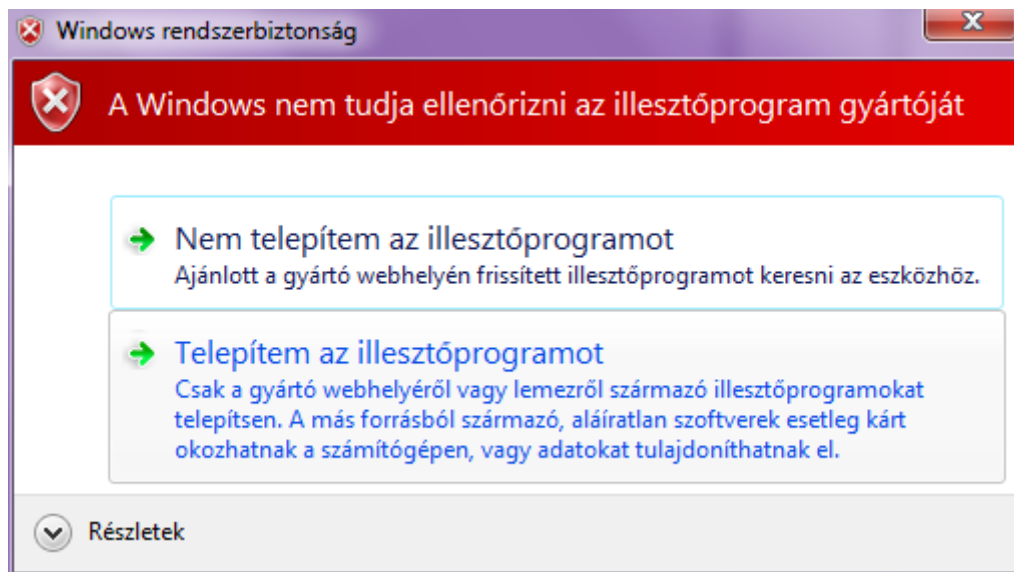 Windows rendszerbiztonság
A Windows nem tudja ellenőrizni az illesztőprogram gyártóját
Nem telepítem az illesztőprogramot
Ajánlott a gyártó webhelyén frissített illesztőprogramot keresni az eszközhöz.
Telepítem az illesztőprogramot
Csak a gyártó webhelyéről vagy lemezről származó illesztőprogramokat
telepítsen. A más forrásból származó, aláíratlan szoftverek esetleg kárt
okozhatnak a számítógépen, vagy adatokat tulajdoníthatnak el.
Részletek